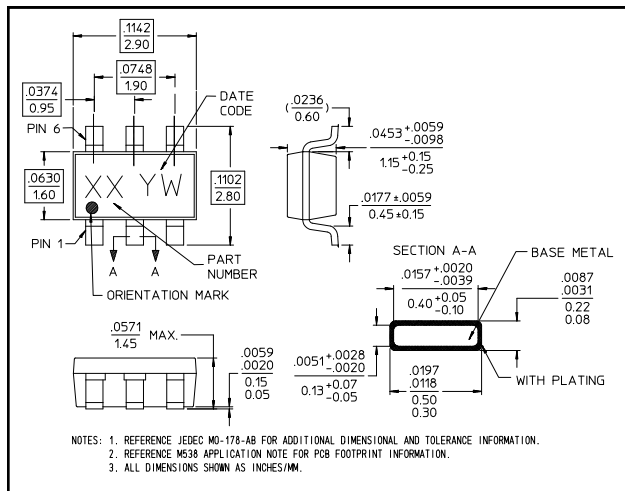 .1142
2.90
.0748
1.90
.0374
0.95
DATE
CODE
PIN 6
.0630
1.60
XX YW
.1102
2.80
PIN 1
A A
PART
NUMBER
ORIENTATION MARK
(.0236
0.60)
.0453 +.0059
-.0098
1.15 +0.15
-0.25
.0177 ±.0059
0.45 ±0.15
SECTION A-A
BASE METAL
.0157 +.0020
-.0039
0.40 +0.05
-0.10
.0087
.0031
0.22
0.08
.0051 +.0028
-.0020
0.13 +0.07
-0.05
.0197
.0118
0.50
0.30
WITH PLATING
.0571
1.45 MAX.
.0059
.0020
0.15
0.05
NOTES: 1. REFERENCE JEDEC MO-178-AB FOR ADDITIONAL DIMENSIONAL AND TOLERANCE INFORMATION.
2. REFERENCE M538 APPLICATION NOTE FOR PCB FOOTPRINT INFORMATION.
3. ALL DIMENSIONS SHOWN AS INCHES/MM.